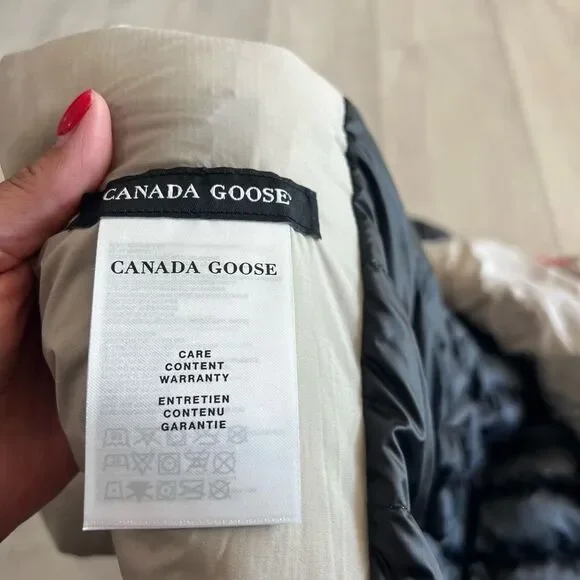 CANADA GOOSE
CANADA GOOSE
CARE
CONTENT
WARRANTY
ENTRETIEN
CONTENU
GARANTIE